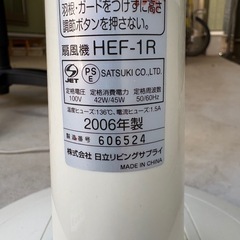 羽根・ガードをつけずに高さ
調節ボタンを押さない。
扇風機 HEF-1R
JET PS E SATSUKI CO.,LTD.
定格電圧 定格消費電力 定格周波数
100V 42W/45W 50/60Hz
温度ヒューズ:136℃、電流ヒューズ:1.5A
2006年製
製造番号 606524
株式会社 日立リビングサプライ
MADE IN CHINA